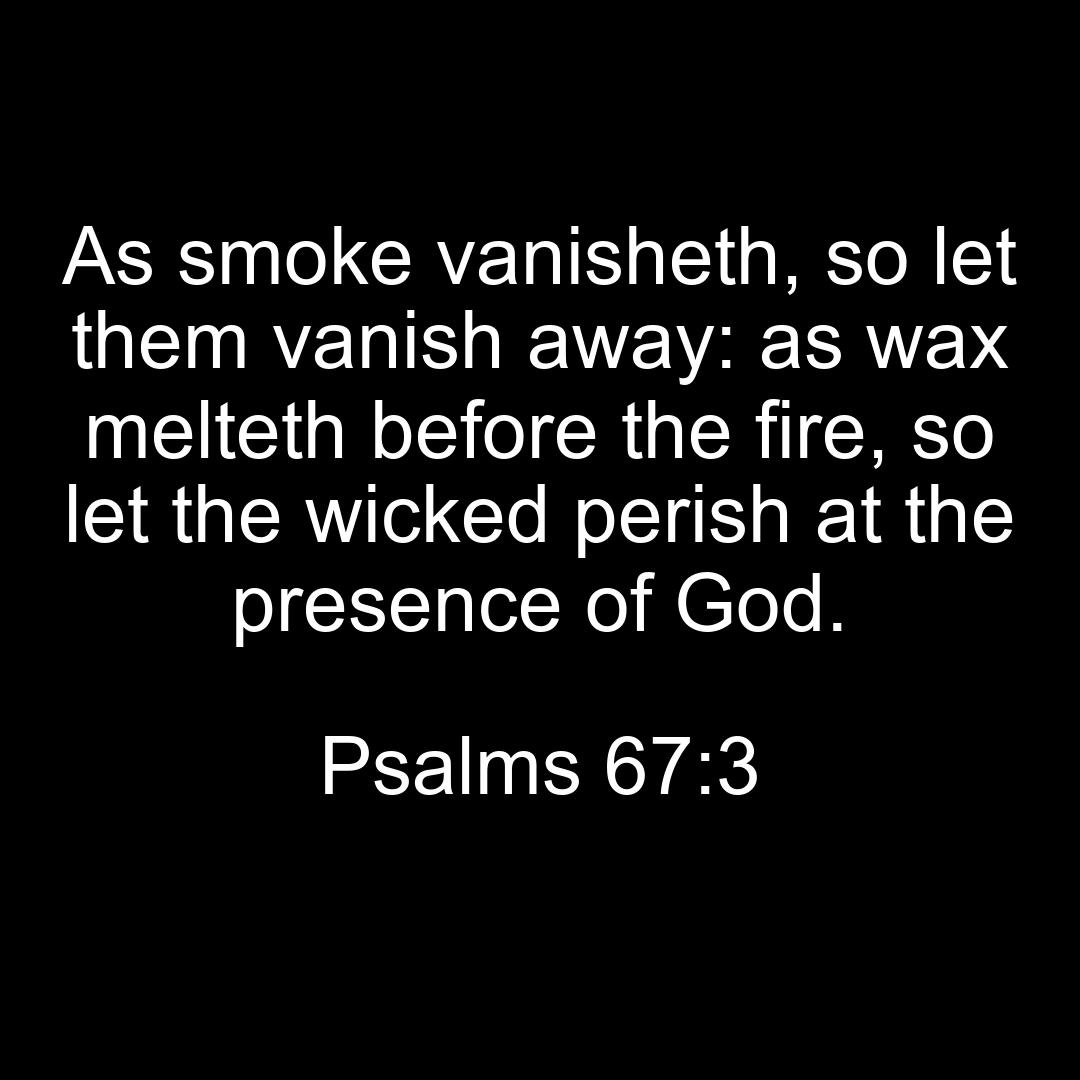 As smoke vanisheth, so let
them vanish away: as wax
melteth before the fire, so
let the wicked perish at the
presence of God.
Psalms 67:3